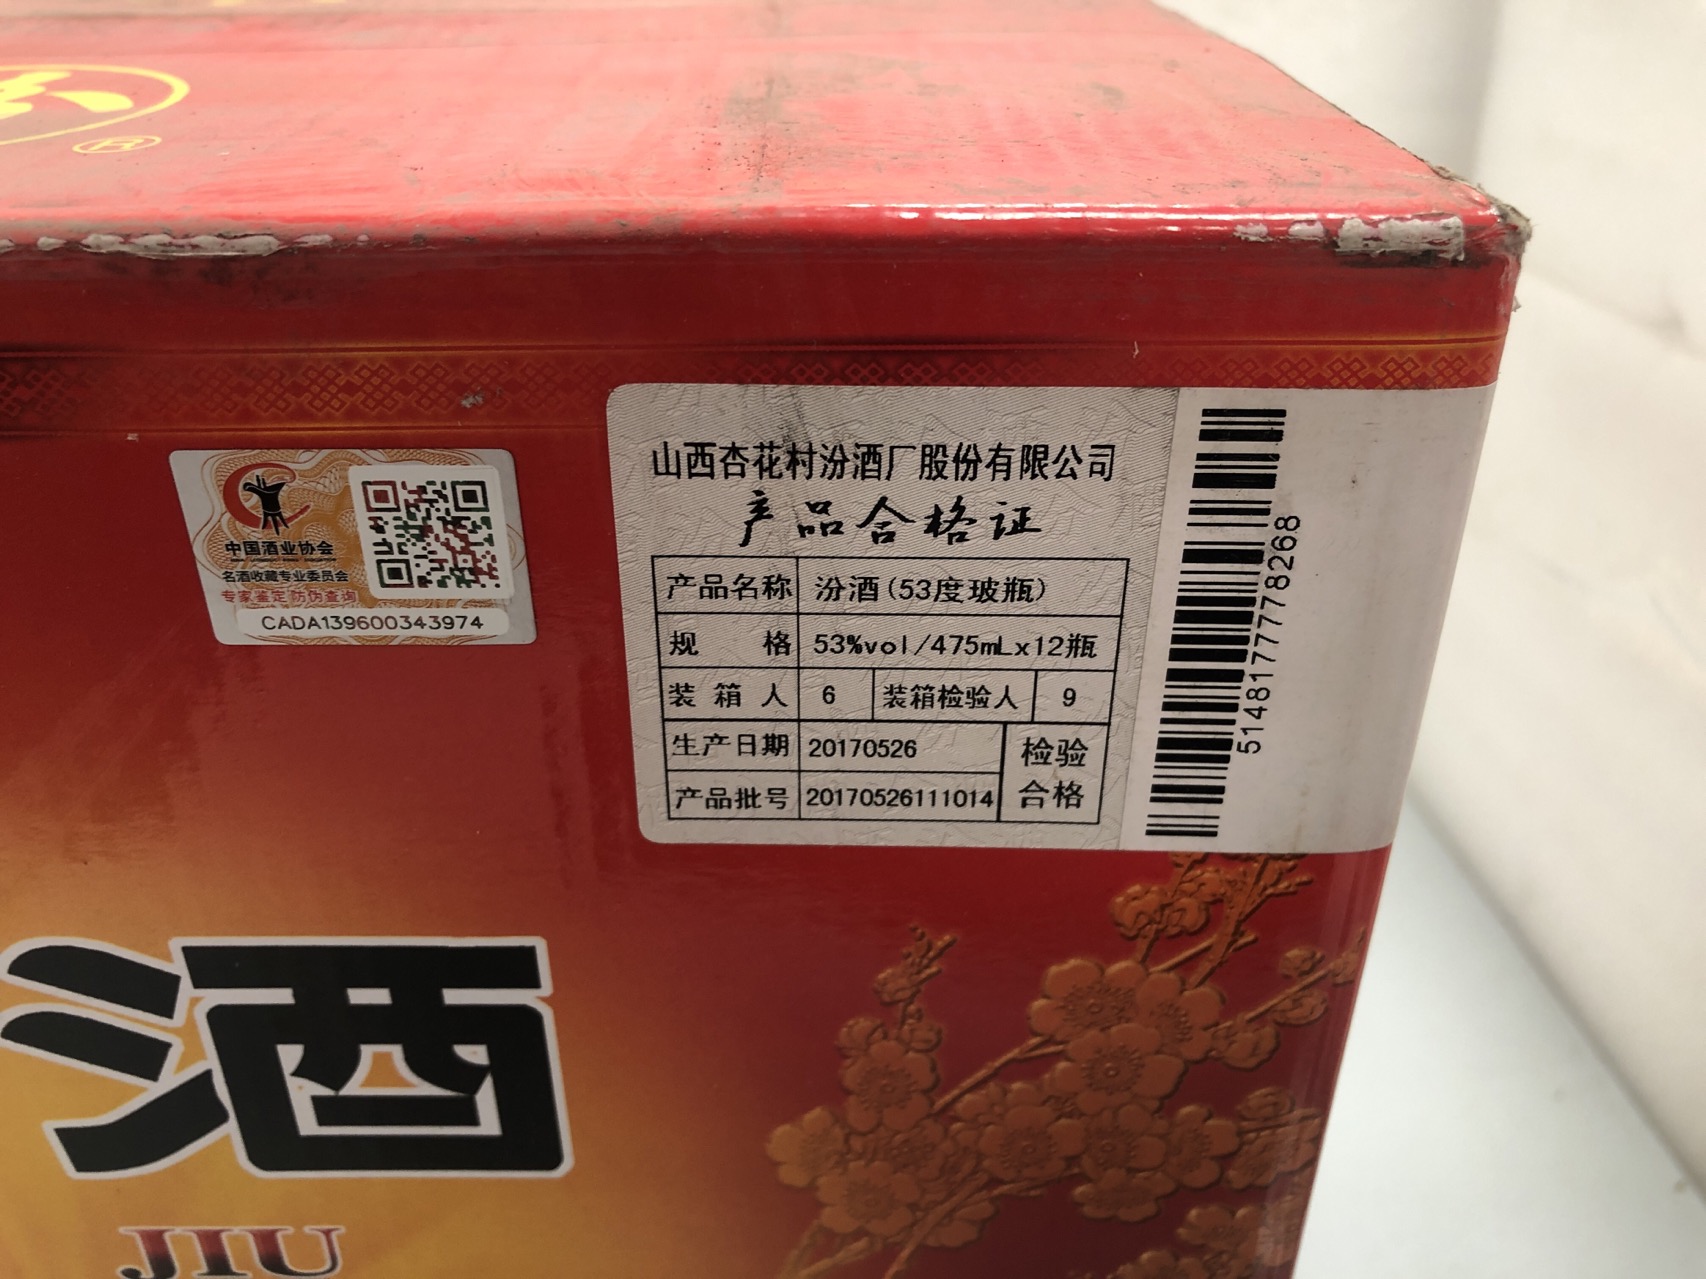 汾
®
中国酒业协会
名酒收藏专业委员会
专家鉴定 防伪查询
CADA139600343974
山西杏花村汾酒厂股份有限公司
产品合格证
产品名称 汾酒(53度玻瓶)
规格 53%vol/475mLx12瓶
装箱人 6 装箱检验人 9
生产日期 20170526 检验
产品批号 20170526111014 合格
51481777778268
酒
JIU